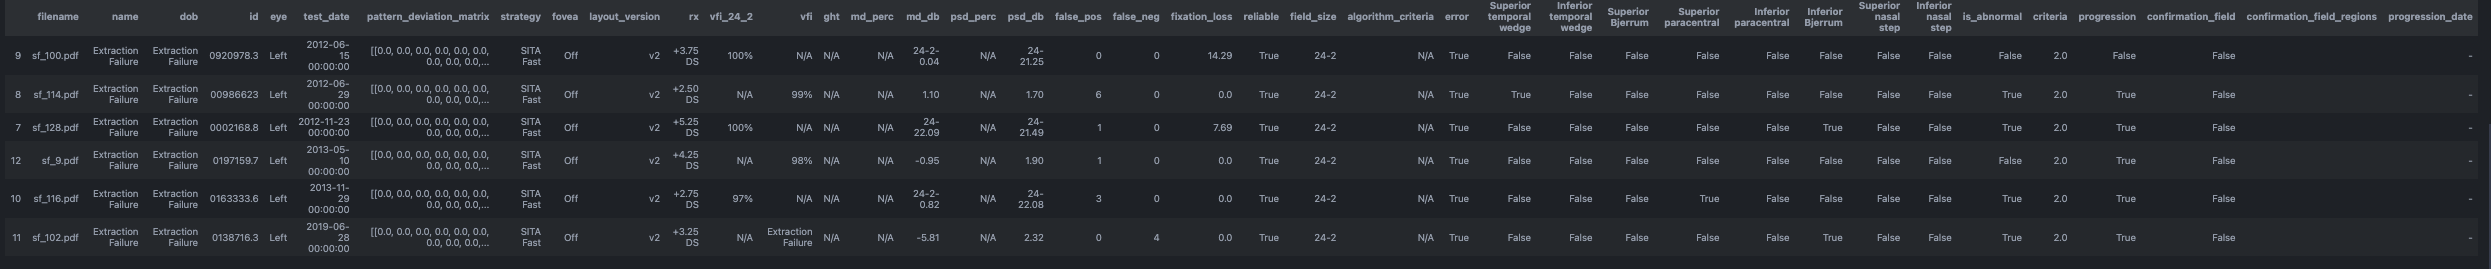 filename name dob id eye test_date pattern_deviation_matrix strategy fovea layout_version rx vfi_24_2 vfi ght md_perc md_db psd_perc psd_db false_pos false_neg fixation_loss reliable field_size algorithm_criteria error Superior temporal wedge Inferior temporal wedge Superior Bjerrum Superior paracentral Inferior paracentral Inferior Bjerrum Superior nasal step Inferior nasal step is_abnormal criteria progression confirmation_field confirmation_field_regions progression_date
9 sf_100.pdf Extraction Failure Extraction Failure 0920978.3 Left 2012-06-15 00:00:00 [[0.0, 0.0, 0.0, 0.0, 0.0, 0.0, 0.0, 0.0, 0.0,... SITA Fast Off v2 +3.75 DS 100% N/A N/A N/A 24-2-0.04 N/A 24-21.25 0 0 14.29 True 24-2 N/A True False False False False False False False False False 2.0 False False -
8 sf_114.pdf Extraction Failure Extraction Failure 00986623 Left 2012-06-29 00:00:00 [[0.0, 0.0, 0.0, 0.0, 0.0, 0.0, 0.0, 0.0, 0.0,... SITA Fast Off v2 +2.50 DS N/A 99% N/A N/A 1.10 N/A 1.70 6 0 0.0 True 24-2 N/A True True False False False False False False False True 2.0 True False -
7 sf_128.pdf Extraction Failure Extraction Failure 0002168.8 Left 2012-11-23 00:00:00 [[0.0, 0.0, 0.0, 0.0, 0.0, 0.0, 0.0, 0.0, 0.0,... SITA Fast Off v2 +5.25 DS 100% N/A N/A N/A 24-22.09 N/A 24-21.49 1 0 7.69 True 24-2 N/A True False False False False False True False False True 2.0 True False -
12 sf_9.pdf Extraction Failure Extraction Failure 0197159.7 Left 2013-05-10 00:00:00 [[0.0, 0.0, 0.0, 0.0, 0.0, 0.0, 0.0, 0.0, 0.0,... SITA Fast Off v2 +4.25 DS N/A 98% N/A N/A -0.95 N/A 1.90 1 0 0.0 True 24-2 N/A True False False False False False False False False False 2.0 True False -
10 sf_116.pdf Extraction Failure Extraction Failure 0163333.6 Left 2013-11-29 00:00:00 [[0.0, 0.0, 0.0, 0.0, 0.0, 0.0, 0.0, 0.0, 0.0,... SITA Fast Off v2 +2.75 DS 97% N/A N/A N/A 24-2-0.82 N/A 24-22.08 3 0 0.0 True 24-2 N/A True False False False True False False False False True 2.0 True False -
11 sf_102.pdf Extraction Failure Extraction Failure 0138716.3 Left 2019-06-28 00:00:00 [[0.0, 0.0, 0.0, 0.0, 0.0, 0.0, 0.0, 0.0, 0.0,... SITA Fast Off v2 +3.25 DS N/A Extraction Failure N/A N/A -5.81 N/A 2.32 0 4 0.0 True 24-2 N/A True False False False False False True False False True 2.0 True False -